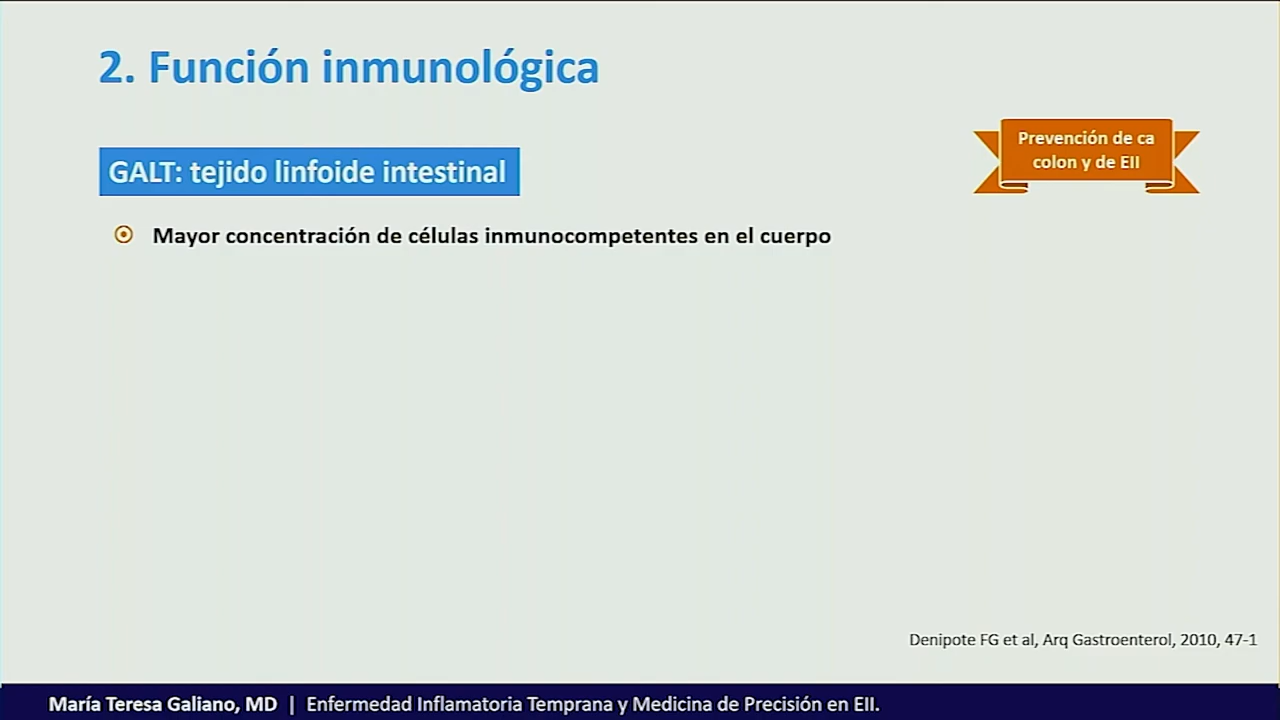 2. Función inmunológica
Prevención de ca
colon y de EII
GALT: tejido linfoide intestinal
Mayor concentración de células inmunocompetentes en el cuerpo
Denipote FG et al, Arq Gastroenterol, 2010, 47-1
María Teresa Galiano, MD | Enfermedad Inflamatoria Temprana y Medicina de Precisión en EII.